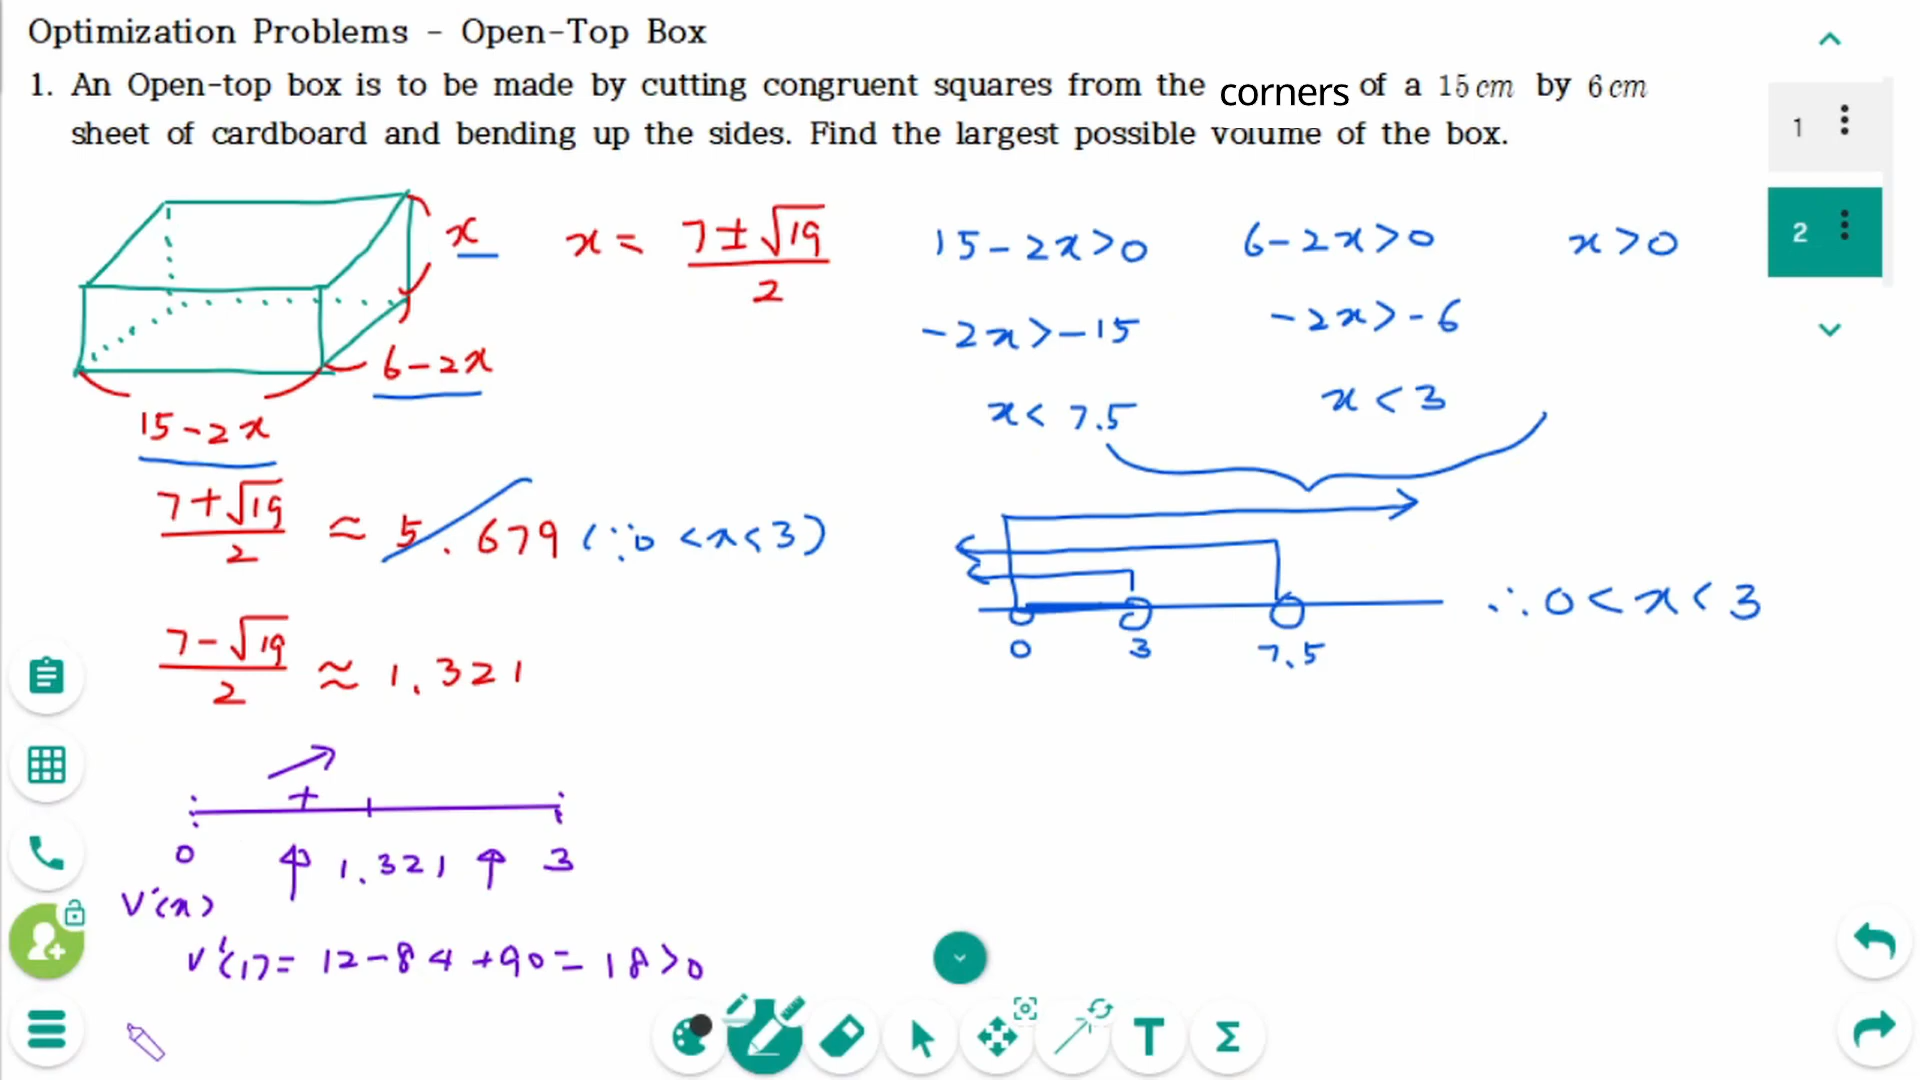 Optimization Problems - Open-Top Box
1. An Open-top box is to be made by cutting congruent squares from the corners of a 15 cm by 6 cm
sheet of cardboard and bending up the sides. Find the largest possible volume of the box.
x
6-2x
15-2x
x = (7±√19)/2
15-2x>0
-2x>-15
x<7.5
6-2x>0
-2x>-6
x<3
x>0
(7+√19)/2 ≈ 5.679 (∵0<x<3)
0 3 7.5
∴0<x<3
(7-√19)/2 ≈ 1.321
+
0 1.321 3
V'(x)
V'(1)= 12-84+90=18>0
1
2
T
Σ